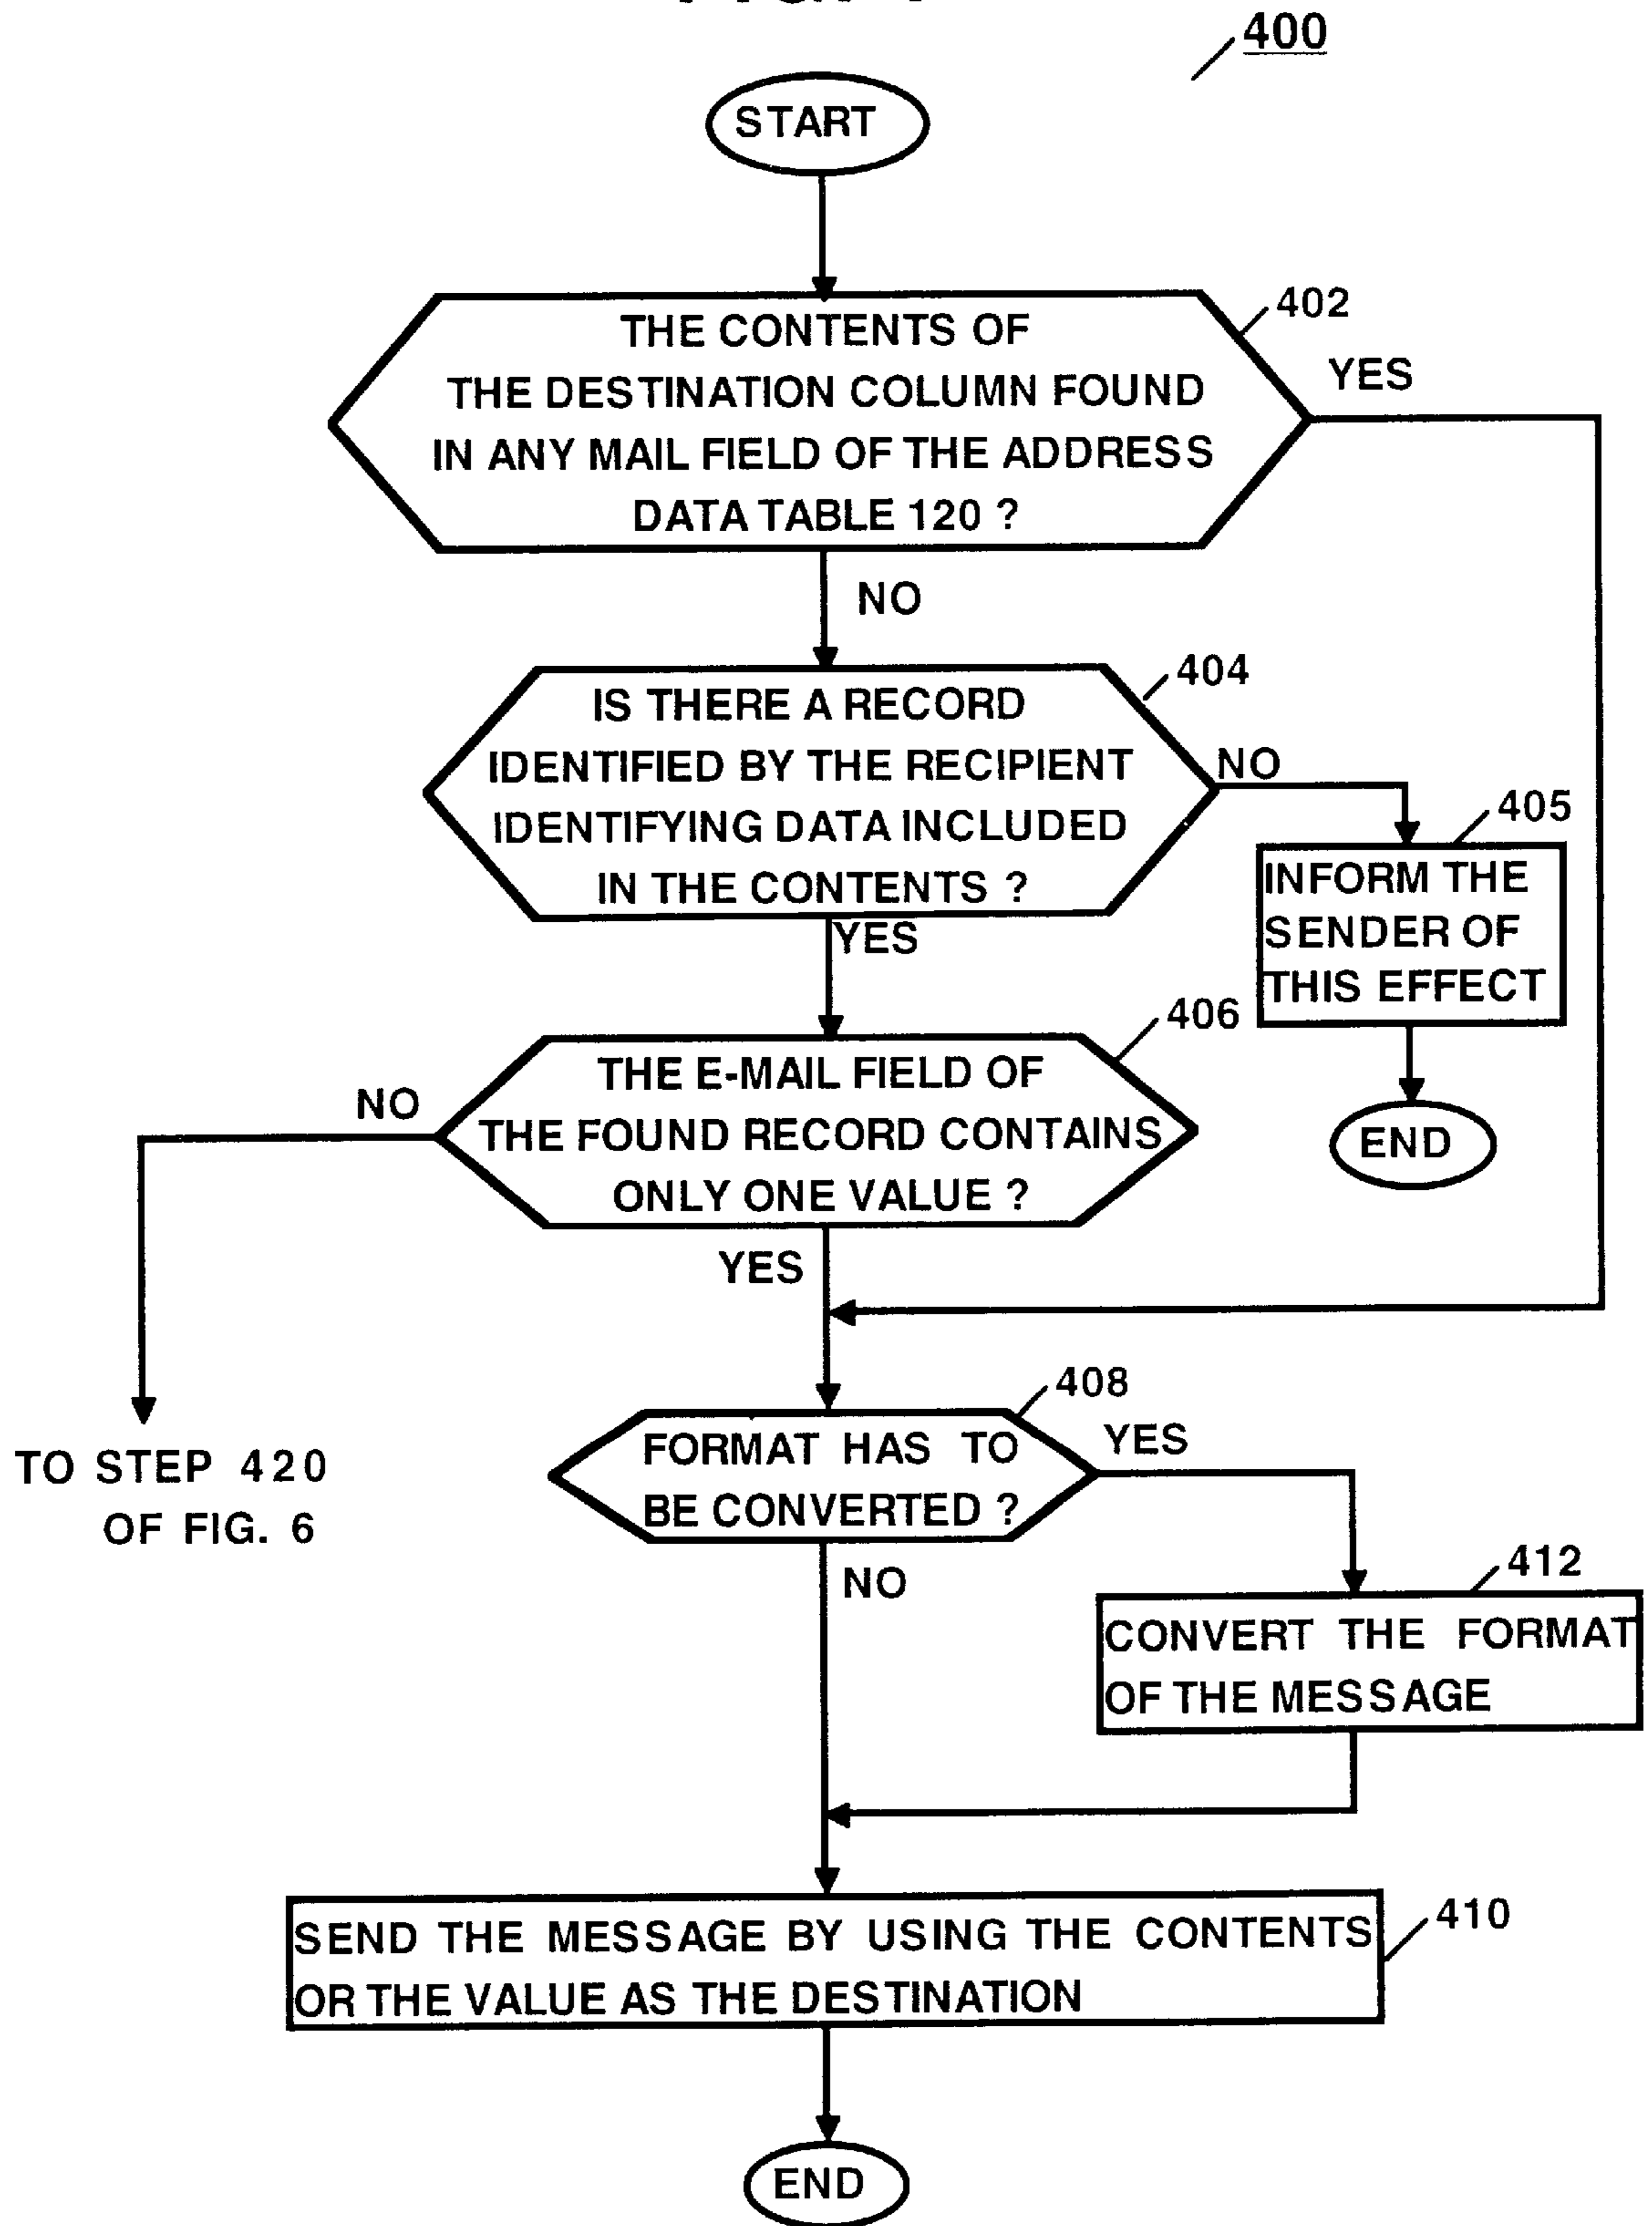 400
START
402
THE CONTENTS OF
THE DESTINATION COLUMN FOUND
IN ANY MAIL FIELD OF THE ADDRESS
DATA TABLE 120 ?
YES
NO
404
IS THERE A RECORD
IDENTIFIED BY THE RECIPIENT
IDENTIFYING DATA INCLUDED
IN THE CONTENTS ?
NO
405
INFORM THE
SENDER OF
THIS EFFECT
END
YES
406
THE E-MAIL FIELD OF
THE FOUND RECORD CONTAINS
ONLY ONE VALUE ?
NO
TO STEP 420
OF FIG. 6
YES
408
FORMAT HAS TO
BE CONVERTED ?
YES
NO
412
CONVERT THE FORMAT
OF THE MESSAGE
410
SEND THE MESSAGE BY USING THE CONTENTS
OR THE VALUE AS THE DESTINATION
END